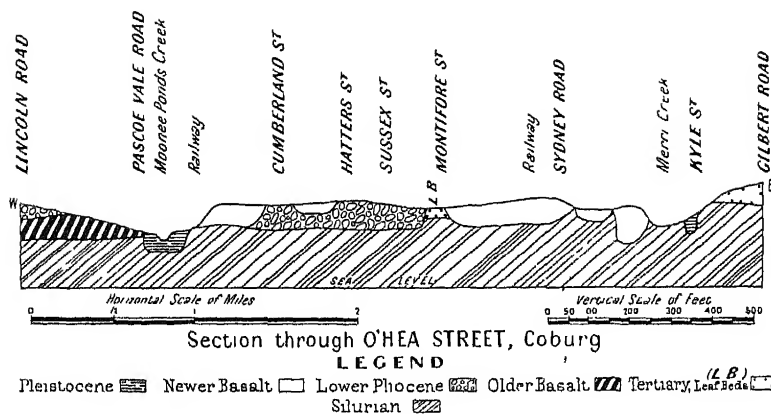 LINCOLN ROAD
PASCOE VALE ROAD
Moonee Ponds Creek
Railway
CUMBERLAND ST
HATTERS ST
SUSSEX ST
L B
MONTIFORE ST
Railway
SYDNEY ROAD
Merri Creek
KYLE ST
GILBERT ROAD
W
E
SEA LEVEL
Horizontal Scale of Miles
Vertical Scale of Feet
0 1 2
0 50 100 200 300 400 500
Section through O'HEA STREET, Coburg
LEGEND
Pleistocene Newer Basalt Lower Pliocene Older Basalt Tertiary, (L B) Leaf Beds
Silurian